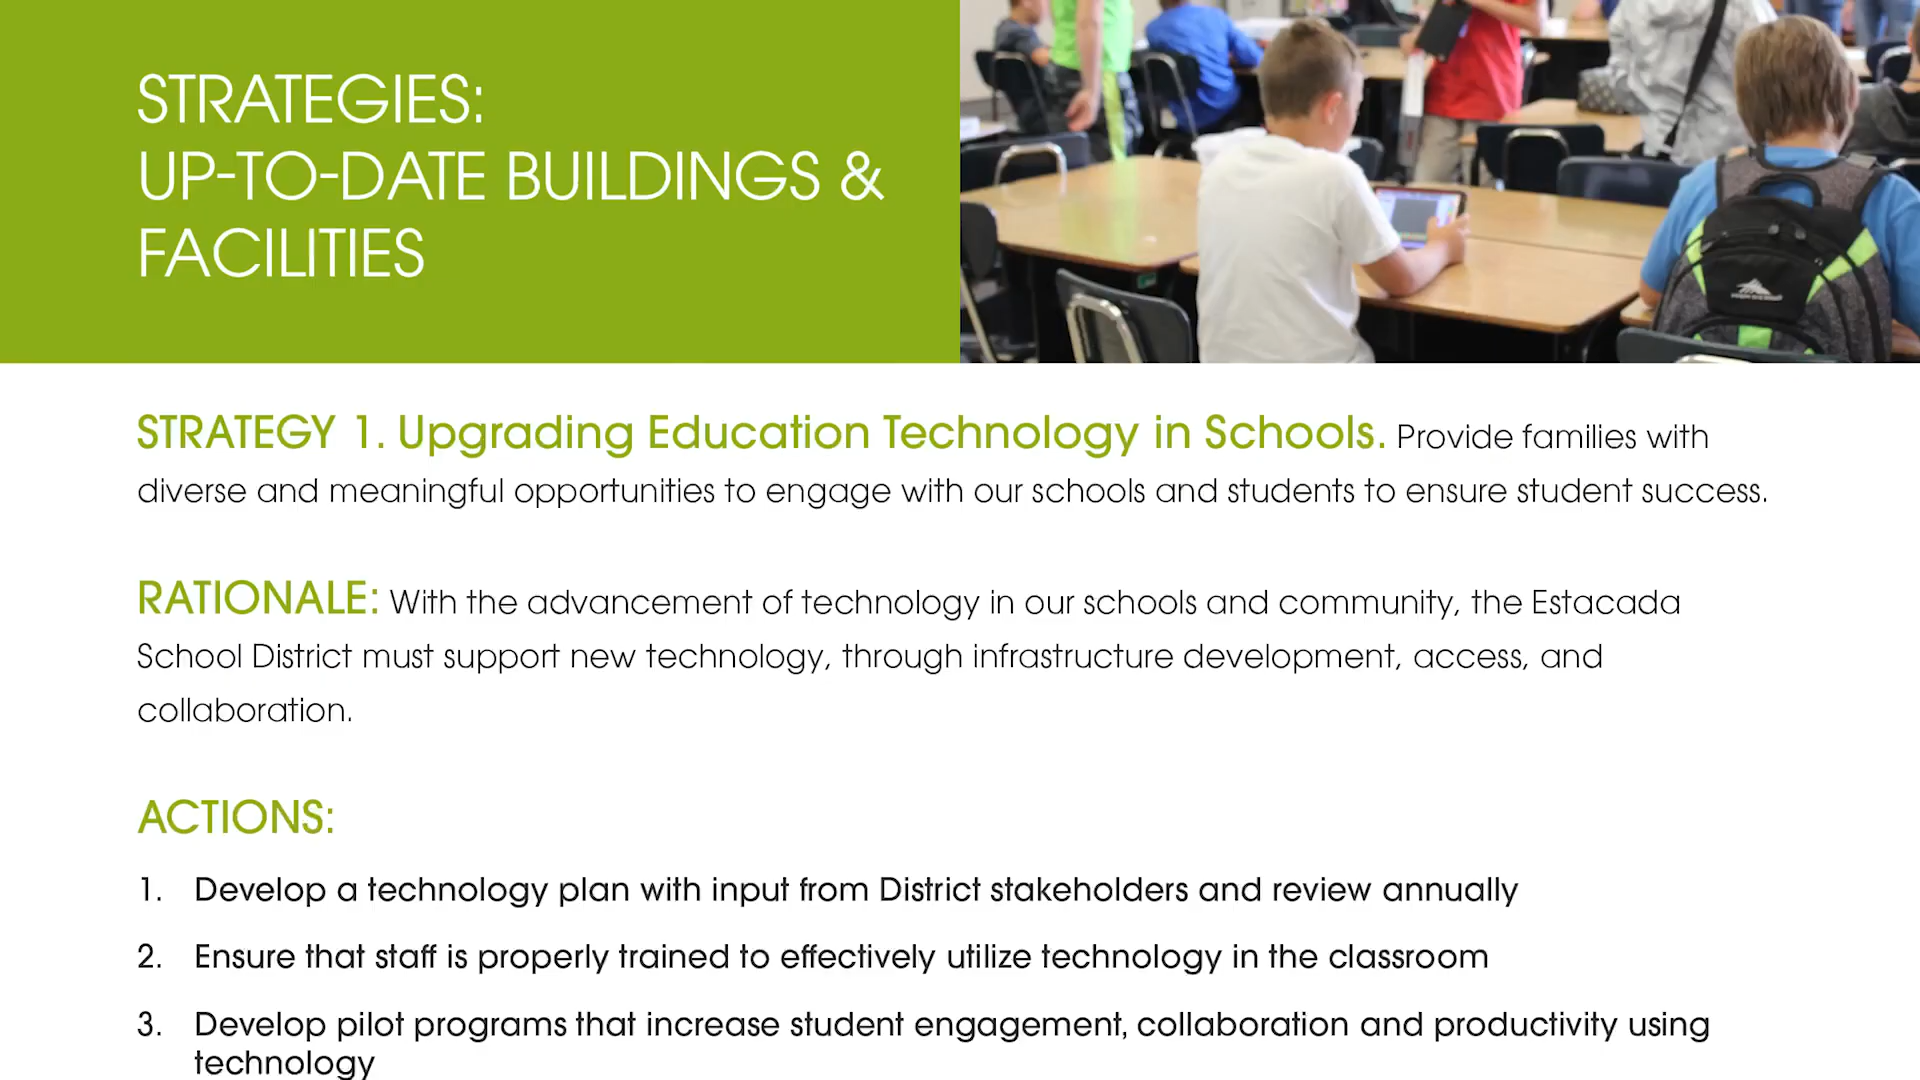 STRATEGIES:
UP-TO-DATE BUILDINGS &
FACILITIES
STRATEGY 1. Upgrading Education Technology in Schools. Provide families with
diverse and meaningful opportunities to engage with our schools and students to ensure student success.
RATIONALE: With the advancement of technology in our schools and community, the Estacada
School District must support new technology, through infrastructure development, access, and
collaboration.
ACTIONS:
1. Develop a technology plan with input from District stakeholders and review annually
2. Ensure that staff is properly trained to effectively utilize technology in the classroom
3. Develop pilot programs that increase student engagement, collaboration and productivity using
technology